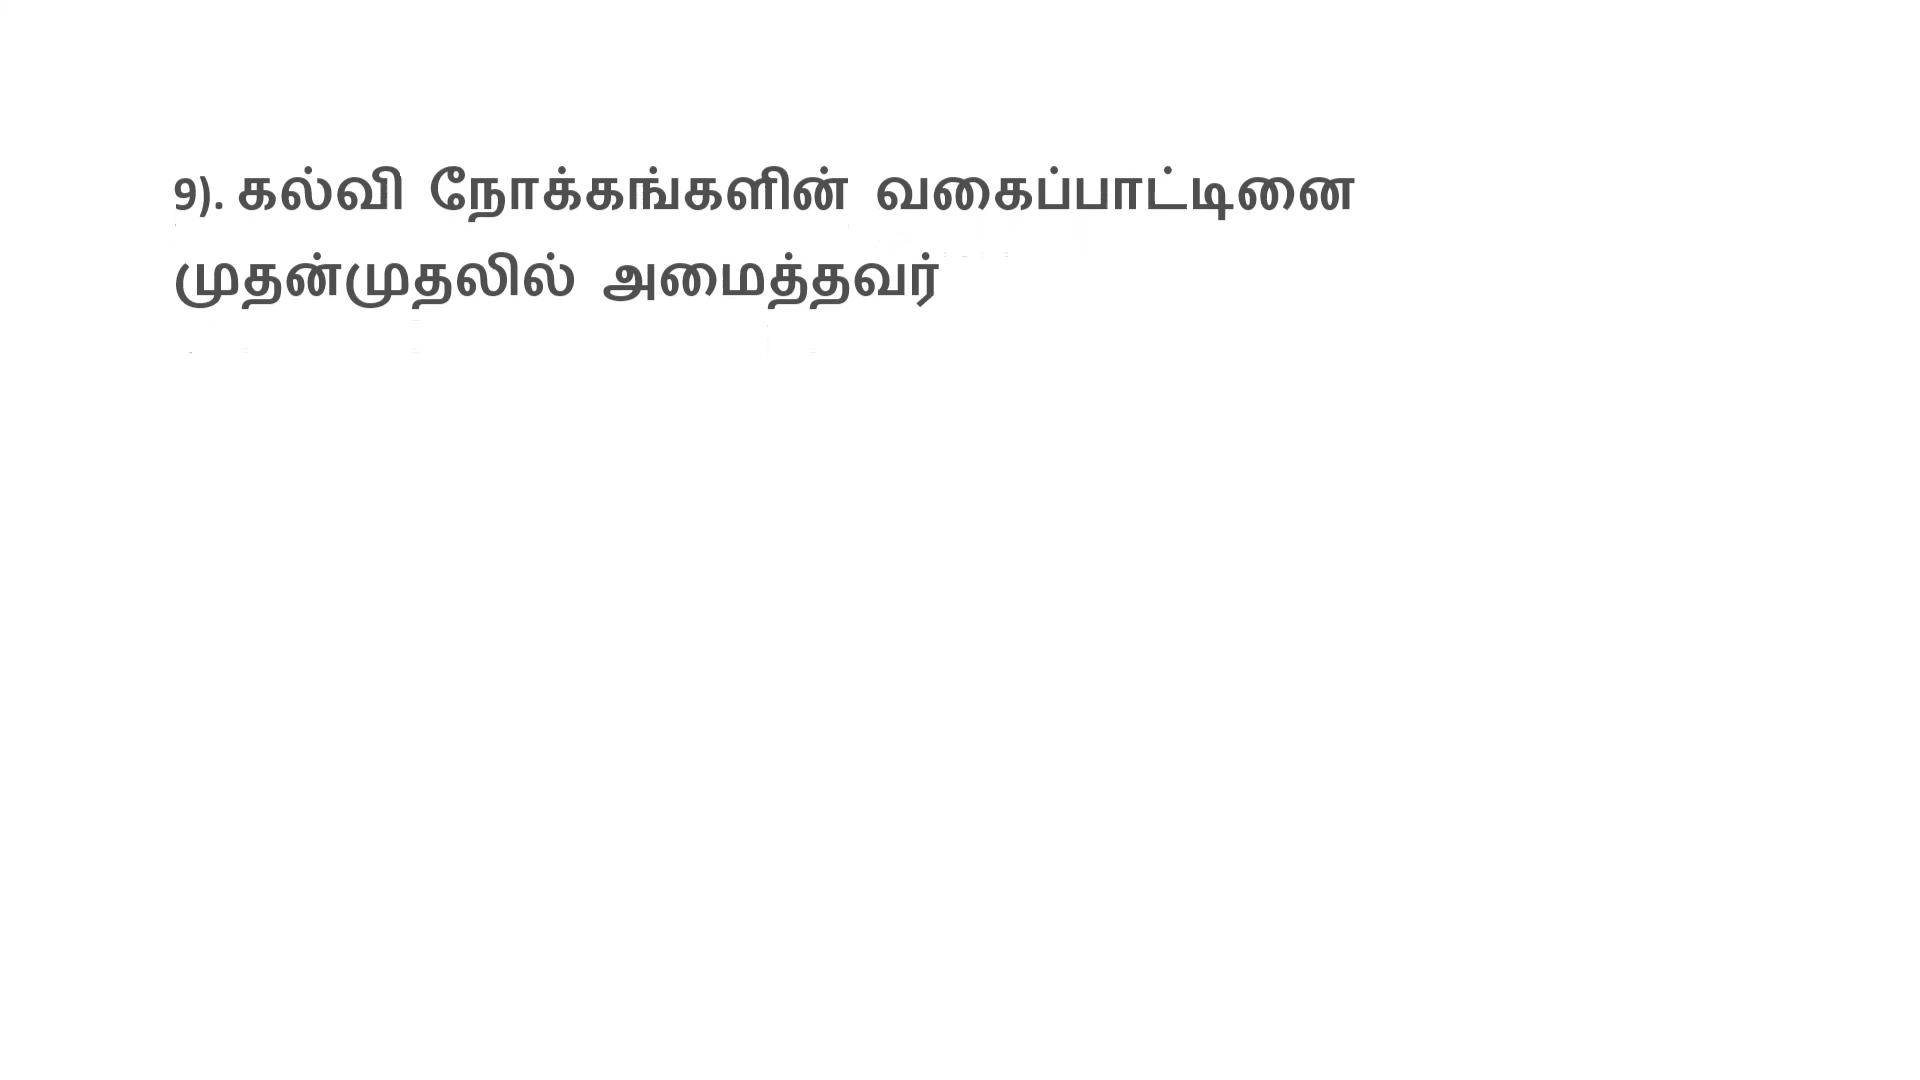 9). கல்வி நோக்கங்களின் வகைப்பாட்டினை
முதன்முதலில் அமைத்தவர்